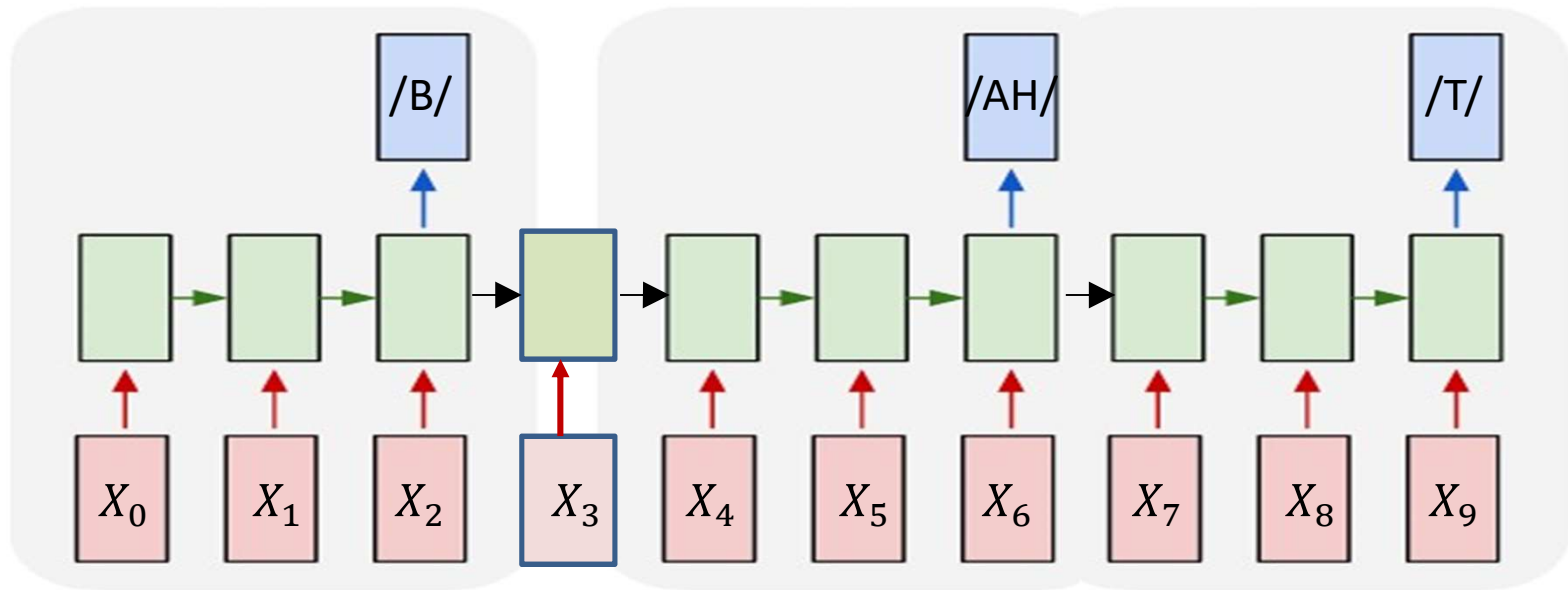 /B/ /AH/ /T/
X₀ X₁ X₂ X₃ X₄ X₅ X₆ X₇ X₈ X₉